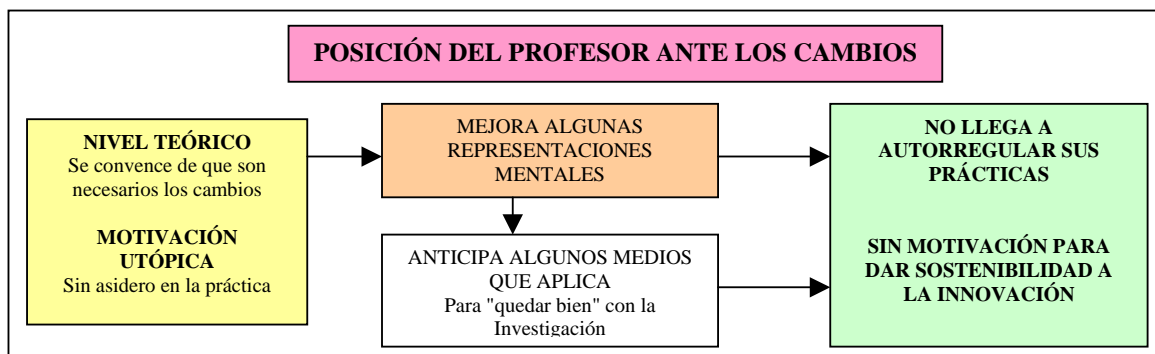 POSICIÓN DEL PROFESOR ANTE LOS CAMBIOS
NIVEL TEÓRICO
Se convence de que son
necesarios los cambios
MOTIVACIÓN
UTÓPICA
Sin asidero en la práctica
MEJORA ALGUNAS
REPRESENTACIONES
MENTALES
ANTICIPA ALGUNOS MEDIOS
QUE APLICA
Para "quedar bien" con la
Investigación
NO LLEGA A
AUTORREGULAR SUS
PRÁCTICAS
SIN MOTIVACIÓN PARA
DAR SOSTENIBILIDAD A
LA INNOVACIÓN